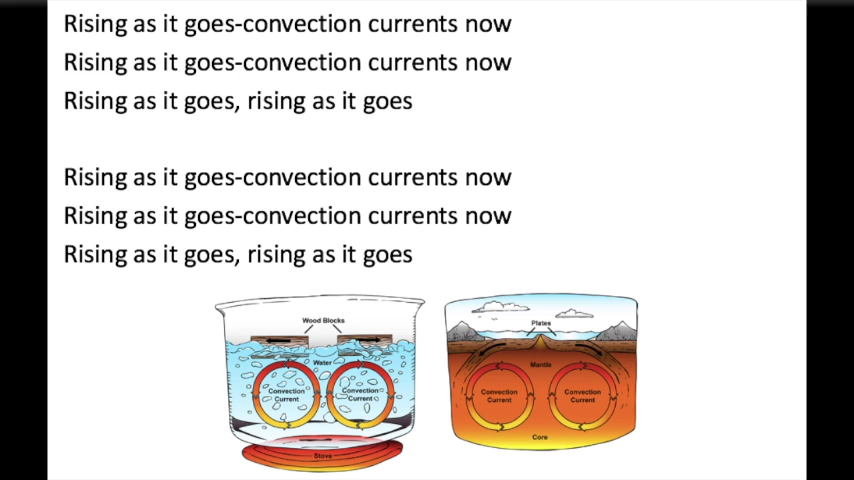 Rising as it goes-convection currents now
Rising as it goes-convection currents now
Rising as it goes, rising as it goes
Rising as it goes-convection currents now
Rising as it goes-convection currents now
Rising as it goes, rising as it goes
Wood Blocks
Water
Convection
Current
Convection
Current
Stove
Plates
Mantle
Convection
Current
Convection
Current
Core